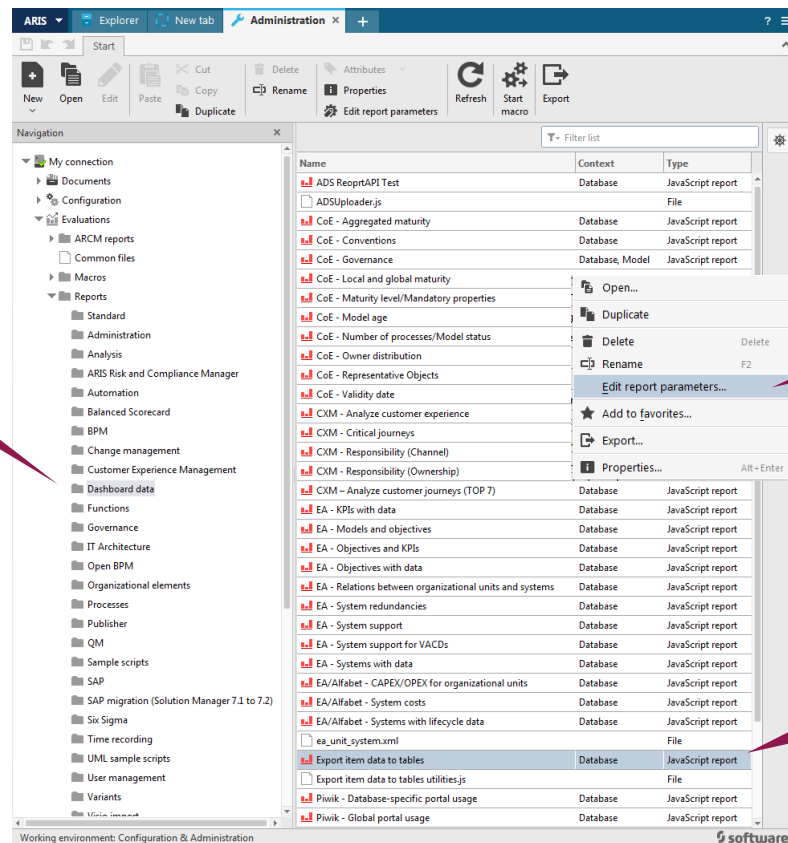 ARIS Explorer New tab Administration × + ?
Start
New Open Edit Paste Cut Copy Duplicate Delete Rename Attributes Properties Edit report parameters Refresh Start macro Export
Navigation ×
Filter list
My connection
Documents
Configuration
Evaluations
ARCM reports
Common files
Macros
Reports
Standard
Administration
Analysis
ARIS Risk and Compliance Manager
Automation
Balanced Scorecard
BPM
Change management
Customer Experience Management
Dashboard data
Functions
Governance
IT Architecture
Open BPM
Organizational elements
Processes
Publisher
QM
Sample scripts
SAP
SAP migration (Solution Manager 7.1 to 7.2)
Six Sigma
Time recording
UML sample scripts
User management
Variants
Visio import
Name Context Type
ADS ReoprtAPI Test Database JavaScript report
ADSUploader.js File
CoE - Aggregated maturity Database JavaScript report
CoE - Conventions Database JavaScript report
CoE - Governance Database, Model JavaScript report
CoE - Local and global maturity
CoE - Maturity level/Mandatory properties
CoE - Model age
CoE - Number of processes/Model status
CoE - Owner distribution
CoE - Representative Objects
CoE - Validity date
CXM - Analyze customer experience
CXM - Critical journeys
CXM - Responsibility (Channel)
CXM - Responsibility (Ownership)
CXM – Analyze customer journeys (TOP 7) Database JavaScript report
EA - KPIs with data Database JavaScript report
EA - Models and objectives Database JavaScript report
EA - Objectives and KPIs Database JavaScript report
EA - Objectives with data Database JavaScript report
EA - Relations between organizational units and systems Database JavaScript report
EA - System redundancies Database JavaScript report
EA - System support Database JavaScript report
EA - System support for VACDs Database JavaScript report
EA - Systems with data Database JavaScript report
EA/Alfabet - CAPEX/OPEX for organizational units Database JavaScript report
EA/Alfabet - System costs Database JavaScript report
EA/Alfabet - Systems with lifecycle data Database JavaScript report
ea_unit_system.xml File
Export item data to tables Database JavaScript report
Export item data to tables utilities.js File
Piwik - Database-specific portal usage Database JavaScript report
Piwik - Global portal usage Database JavaScript report
Open...
Duplicate
Delete Delete
Rename F2
Edit report parameters...
Add to favorites...
Export...
Properties... Alt+Enter
Working environment: Configuration & Administration
software